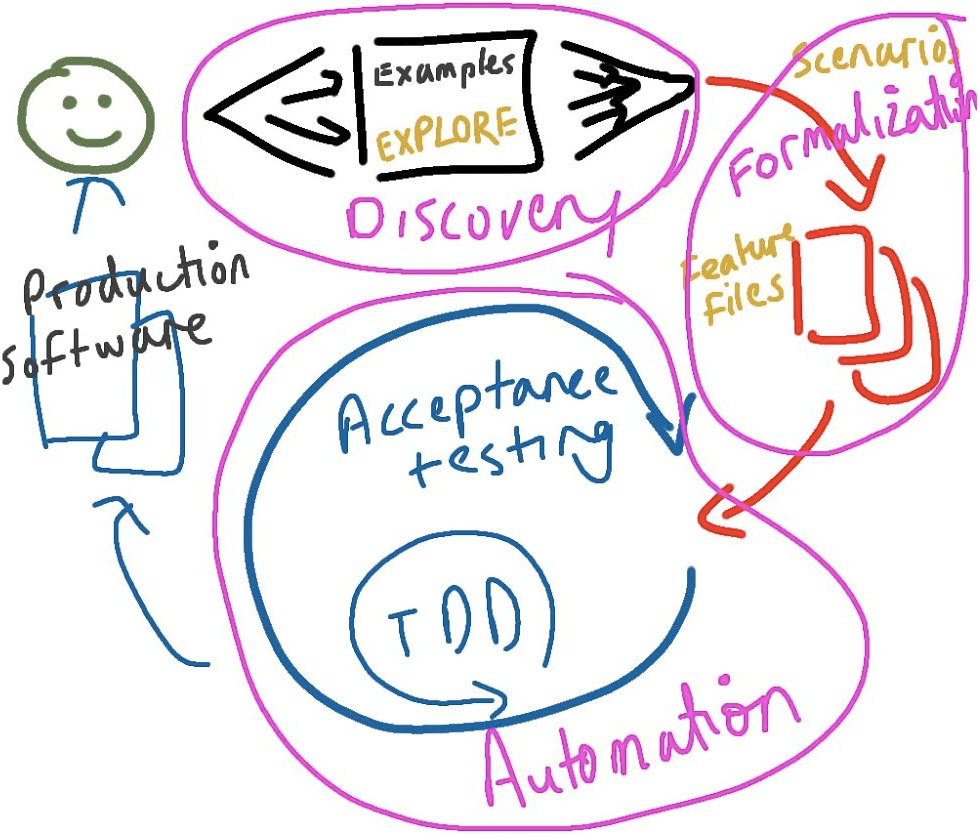 Examples
EXPLORE
Discovery
Scenarios
Formalization
Feature
Files
Production
software
Acceptance
testing
TDD
Automation